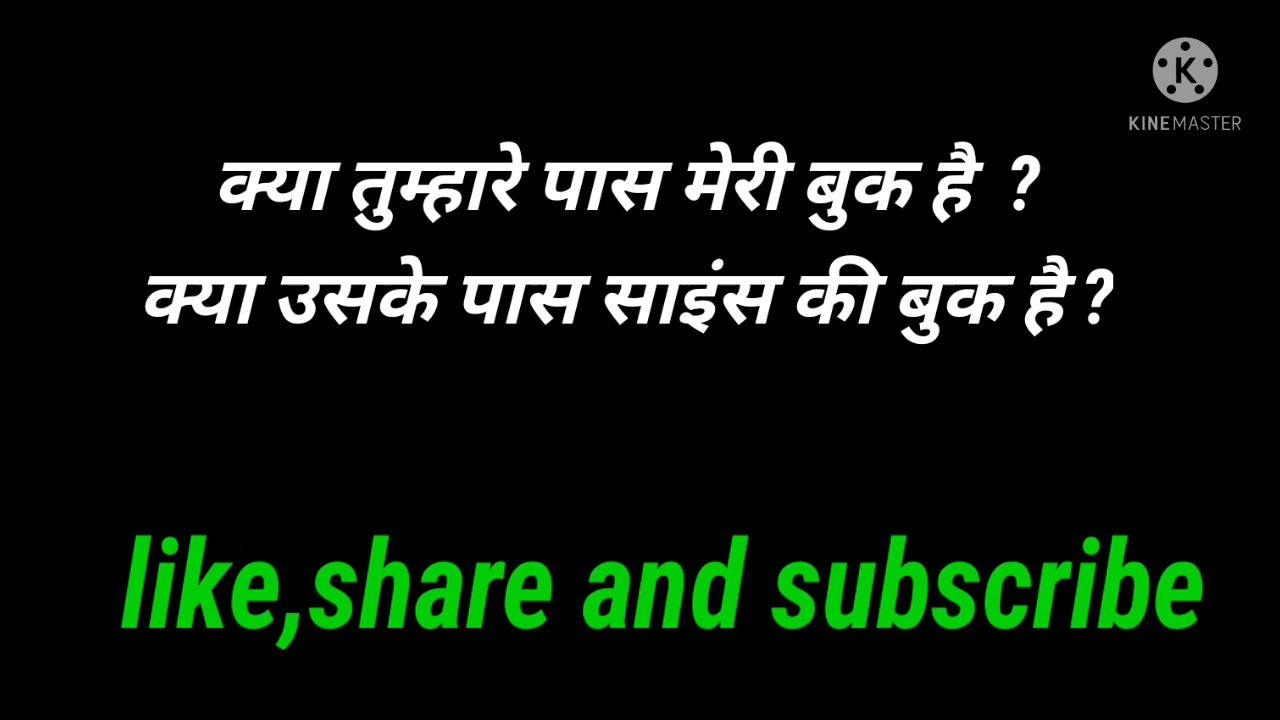 K
KINEMASTER
क्या तुम्हारे पास मेरी बुक है ?
क्या उसके पास साइंस की बुक है?
like,share and subscribe